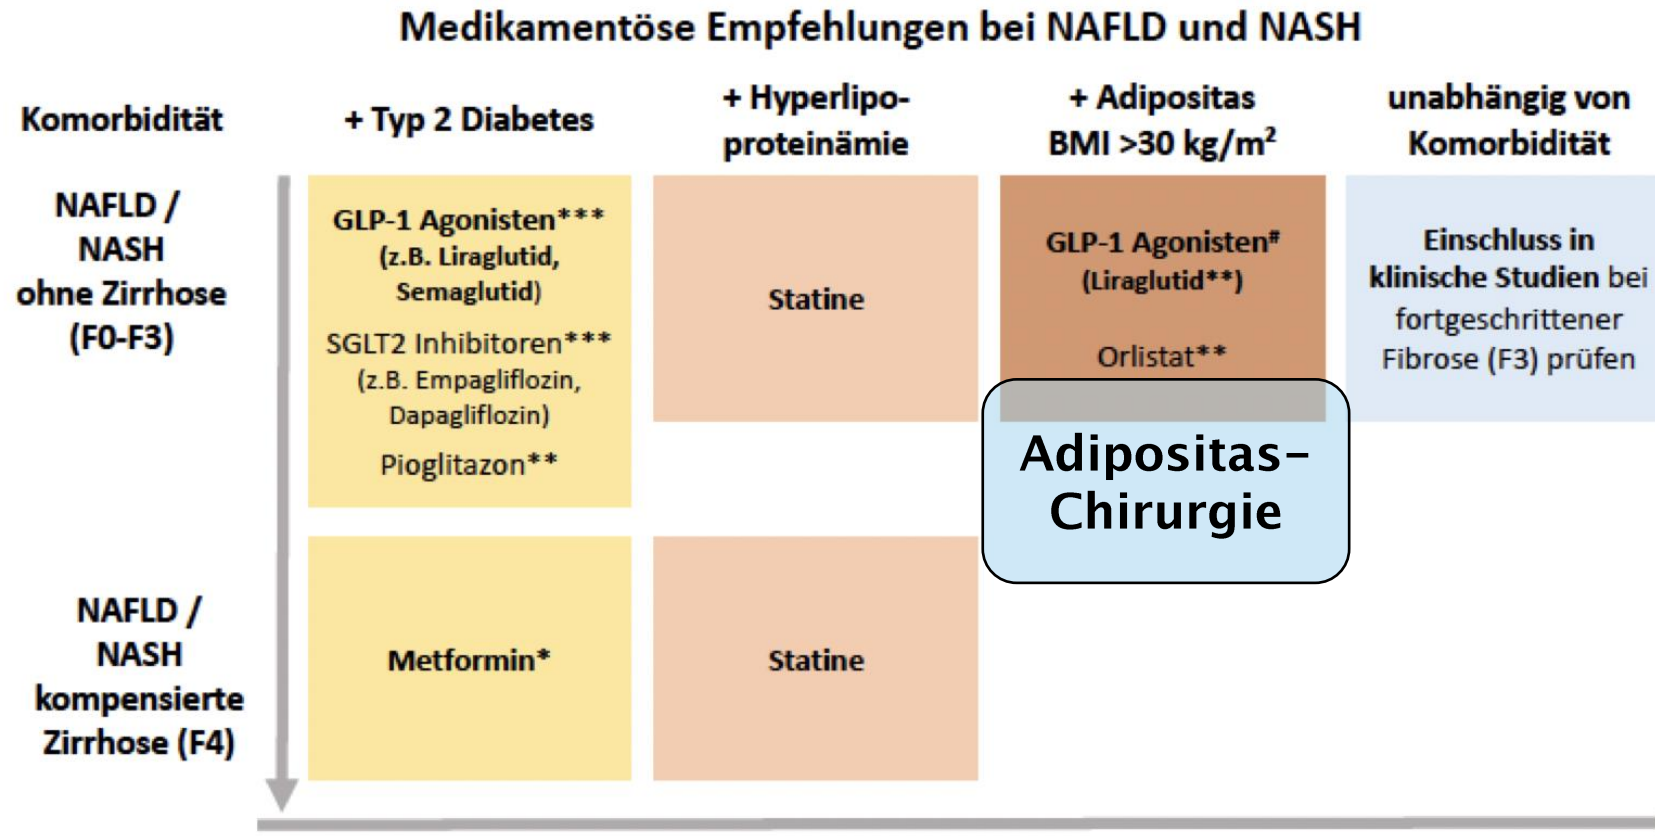 Medikamentöse Empfehlungen bei NAFLD und NASH
Komorbidität
+ Typ 2 Diabetes
+ Hyperlipo-
proteinämie
+ Adipositas
BMI >30 kg/m²
unabhängig von
Komorbidität
NAFLD /
NASH
ohne Zirrhose
(F0-F3)
GLP-1 Agonisten***
(z.B. Liraglutid,
Semaglutid)
SGLT2 Inhibitoren***
(z.B. Empagliflozin,
Dapagliflozin)
Pioglitazon**
Statine
GLP-1 Agonisten#
(Liraglutid**)
Orlistat**
Einschluss in
klinische Studien bei
fortgeschrittener
Fibrose (F3) prüfen
Adipositas-
Chirurgie
NAFLD /
NASH
kompensierte
Zirrhose (F4)
Metformin*
Statine